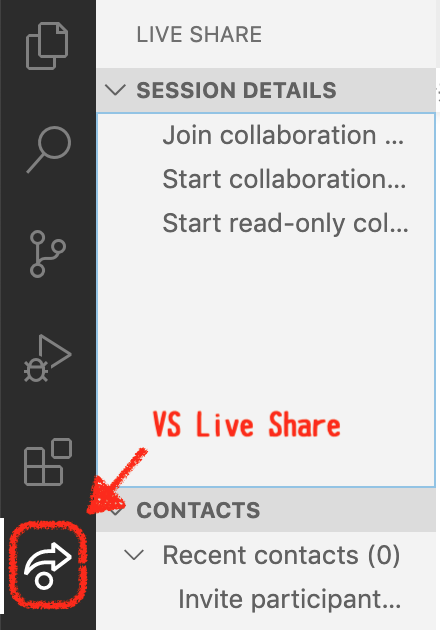 LIVE SHARE
SESSION DETAILS
Join collaboration ...
Start collaboration...
Start read-only col...
VS Live Share
CONTACTS
Recent contacts (0)
Invite participant...